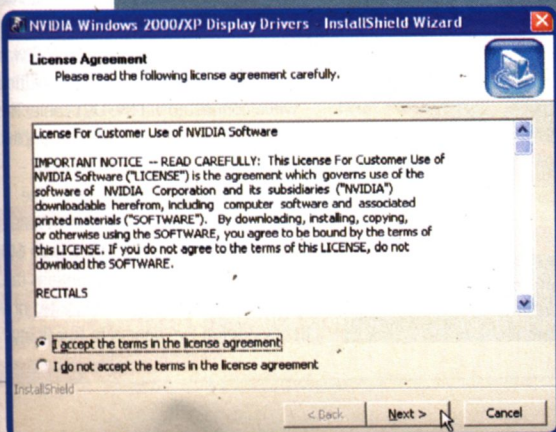 NVIDIA Windows 2000/XP Display Drivers - InstallShield Wizard
License Agreement
Please read the following license agreement carefully.
License For Customer Use of NVIDIA Software
IMPORTANT NOTICE -- READ CAREFULLY: This License For Customer Use of
NVIDIA Software ("LICENSE") is the agreement which governs use of the
software of NVIDIA Corporation and its subsidiaries ("NVIDIA")
downloadable herefrom, including computer software and associated
printed materials ("SOFTWARE"). By downloading, installing, copying,
or otherwise using the SOFTWARE, you agree to be bound by the terms of
this LICENSE. If you do not agree to the terms of this LICENSE, do not
download the SOFTWARE.
RECITALS
I accept the terms in the license agreement
I do not accept the terms in the license agreement
InstallShield
< Back
Next >
Cancel